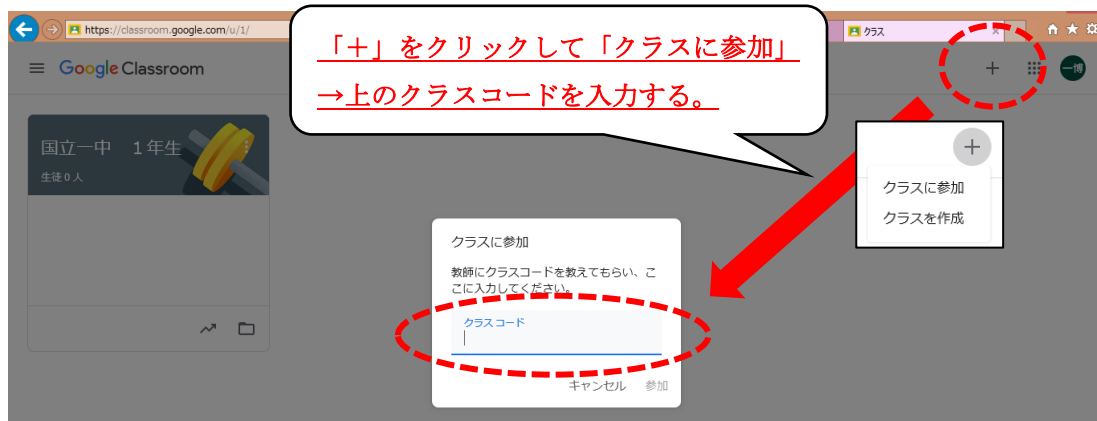 https://classroom.google.com/u/1/
クラス
「+」をクリックして「クラスに参加」
→上のクラスコードを入力する。
Google Classroom
一博
国立一中 1年生
生徒0人
クラスに参加
クラスを作成
クラスに参加
教師にクラスコードを教えてもらい、こ
こに入力してください。
クラスコード
キャンセル 参加